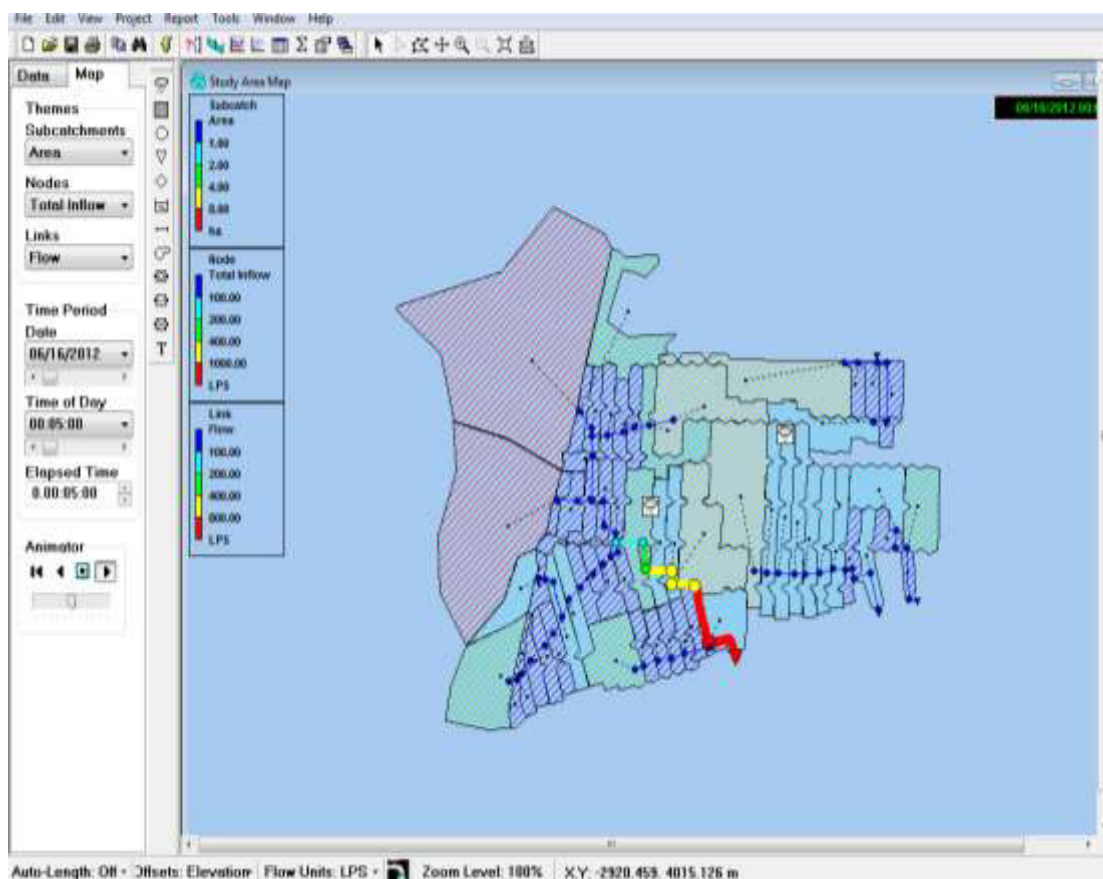 File Edit View Project Report Tools Window Help
Data Map
Themes
Subcatchments
Area
Nodes
Total Inflow
Links
Flow
Time Period
Date
06/16/2012
Time of Day
00:05:00
Elapsed Time
0.00:05:00
Animator
T
Study Area Map
Subcatch
Area
1.00
2.00
4.00
8.00
ha
Node
Total Inflow
100.00
200.00
400.00
1000.00
LPS
Link
Flow
100.00
200.00
400.00
800.00
LPS
06/16/2012 00:
Auto-Length: Off Offsets: Elevation Flow Units: LPS Zoom Level: 100% X,Y: -2920.459, 4015.126 m